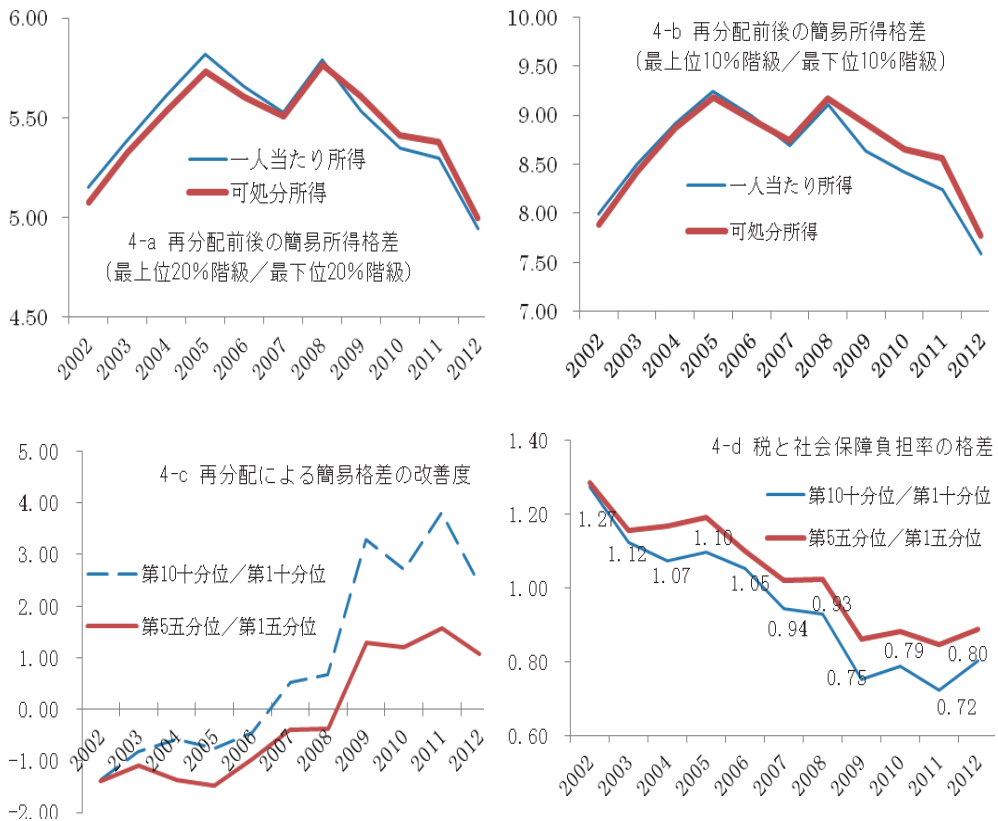 6.00
5.50
5.00
4.50
一人当たり所得
可処分所得
4-a 再分配前後の簡易所得格差
（最上位20%階級／最下位20%階級）
2002 2003 2004 2005 2006 2007 2008 2009 2010 2011 2012
10.00
9.50
9.00
8.50
8.00
7.50
7.00
4-b 再分配前後の簡易所得格差
（最上位10%階級／最下位10%階級）
一人当たり所得
可処分所得
2002 2003 2004 2005 2006 2007 2008 2009 2010 2011 2012
5.00
4.00
3.00
2.00
1.00
0.00
-1.00
-2.00
4-c 再分配による簡易格差の改善度
第10十分位／第1十分位
第5五分位／第1五分位
2002 2003 2004 2005 2006 2007 2008 2009 2010 2011 2012
1.40
1.20
1.00
0.80
0.60
4-d 税と社会保障負担率の格差
第10十分位／第1十分位
第5五分位／第1五分位
1.27 1.12 1.07 1.10 1.05 0.94 0.93 0.75 0.79 0.72 0.80
2002 2003 2004 2005 2006 2007 2008 2009 2010 2011 2012